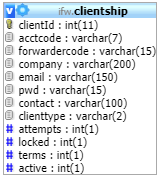 ifw.clientship
clientId : int(11)
acctcode : varchar(7)
forwardercode : varchar(15)
company : varchar(200)
email : varchar(150)
pwd : varchar(15)
contact : varchar(100)
clienttype : varchar(2)
# attempts : int(1)
# locked : int(1)
# terms : int(1)
# active : int(1)